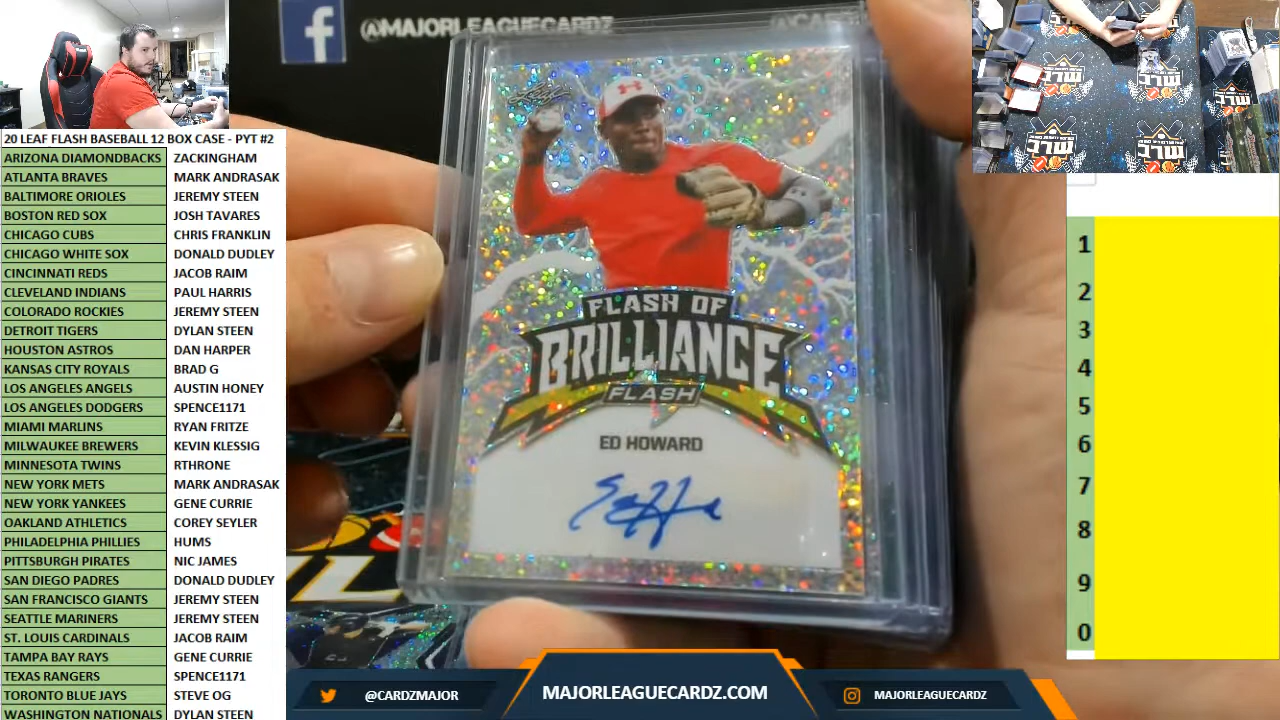 @MAJORLEAGUECARDZ
20 LEAF FLASH BASEBALL 12 BOX CASE - PYT #2
ARIZONA DIAMONDBACKS ZACKINGHAM
ATLANTA BRAVES MARK ANDRASAK
BALTIMORE ORIOLES JEREMY STEEN
BOSTON RED SOX JOSH TAVARES
CHICAGO CUBS CHRIS FRANKLIN
CHICAGO WHITE SOX DONALD DUDLEY
CINCINNATI REDS JACOB RAIM
CLEVELAND INDIANS PAUL HARRIS
COLORADO ROCKIES JEREMY STEEN
DETROIT TIGERS DYLAN STEEN
HOUSTON ASTROS DAN HARPER
KANSAS CITY ROYALS BRAD G
LOS ANGELES ANGELS AUSTIN HONEY
LOS ANGELES DODGERS SPENCE1171
MIAMI MARLINS RYAN FRITZE
MILWAUKEE BREWERS KEVIN KLESSIG
MINNESOTA TWINS RTHRONE
NEW YORK METS MARK ANDRASAK
NEW YORK YANKEES GENE CURRIE
OAKLAND ATHLETICS COREY SEYLER
PHILADELPHIA PHILLIES HUMS
PITTSBURGH PIRATES NIC JAMES
SAN DIEGO PADRES DONALD DUDLEY
SAN FRANCISCO GIANTS JEREMY STEEN
SEATTLE MARINERS JEREMY STEEN
ST. LOUIS CARDINALS JACOB RAIM
TAMPA BAY RAYS GENE CURRIE
TEXAS RANGERS SPENCE1171
TORONTO BLUE JAYS STEVE OG
WASHINGTON NATIONALS DYLAN STEEN
Leaf
FLASH OF
BRILLIANCE
FLASH
ED HOWARD
1
2
3
4
5
6
7
8
9
0
@CARDZMAJOR
MAJORLEAGUECARDZ.COM
MAJORLEAGUECARDZ